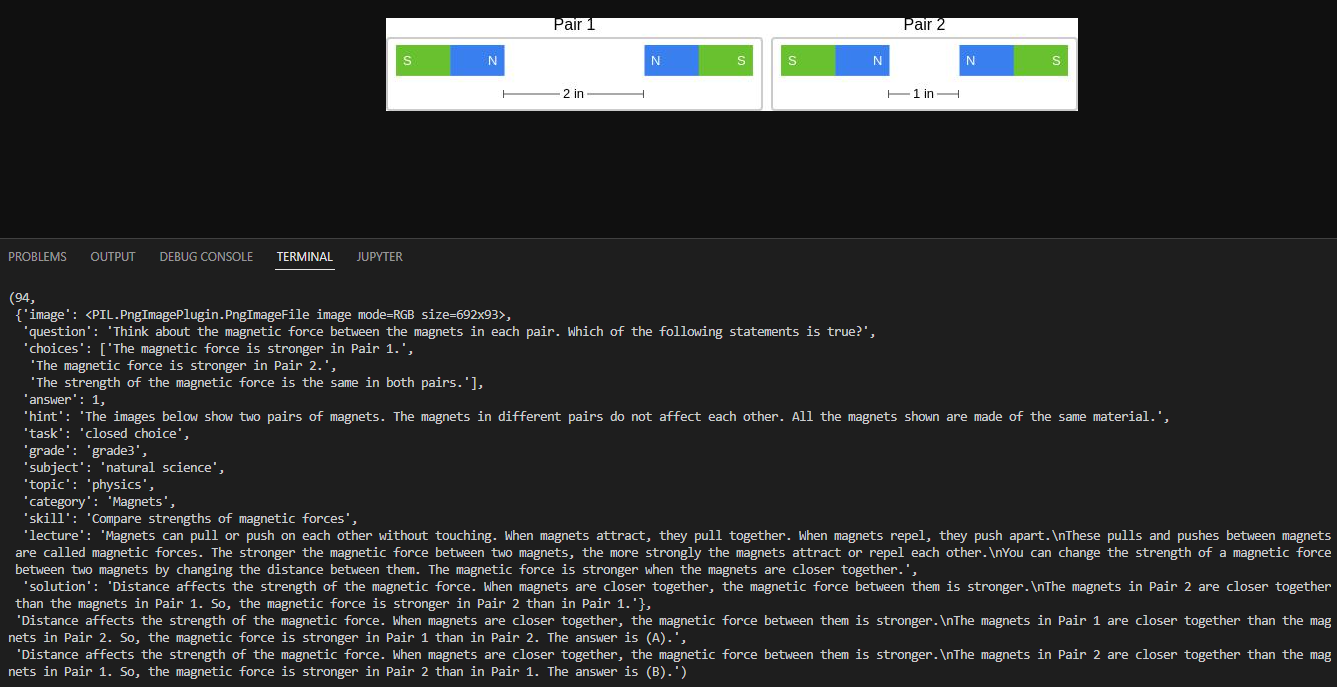 Pair 1 Pair 2
S N N S S N N S
2 in 1 in
PROBLEMS OUTPUT DEBUG CONSOLE TERMINAL JUPYTER
(94,
{'image': <PIL.PngImagePlugin.PngImageFile image mode=RGB size=692x93>,
'question': 'Think about the magnetic force between the magnets in each pair. Which of the following statements is true?',
'choices': ['The magnetic force is stronger in Pair 1.',
'The magnetic force is stronger in Pair 2.',
'The strength of the magnetic force is the same in both pairs.'],
'answer': 1,
'hint': 'The images below show two pairs of magnets. The magnets in different pairs do not affect each other. All the magnets shown are made of the same material.',
'task': 'closed choice',
'grade': 'grade3',
'subject': 'natural science',
'topic': 'physics',
'category': 'Magnets',
'skill': 'Compare strengths of magnetic forces',
'lecture': 'Magnets can pull or push on each other without touching. When magnets attract, they pull together. When magnets repel, they push apart.\nThese pulls and pushes between magnets
are called magnetic forces. The stronger the magnetic force between two magnets, the more strongly the magnets attract or repel each other.\nYou can change the strength of a magnetic force
between two magnets by changing the distance between them. The magnetic force is stronger when the magnets are closer together.',
'solution': 'Distance affects the strength of the magnetic force. When magnets are closer together, the magnetic force between them is stronger.\nThe magnets in Pair 2 are closer together
than the magnets in Pair 1. So, the magnetic force is stronger in Pair 2 than in Pair 1.'},
'Distance affects the strength of the magnetic force. When magnets are closer together, the magnetic force between them is stronger.\nThe magnets in Pair 1 are closer together than the mag
nets in Pair 2. So, the magnetic force is stronger in Pair 1 than in Pair 2. The answer is (A).',
'Distance affects the strength of the magnetic force. When magnets are closer together, the magnetic force between them is stronger.\nThe magnets in Pair 2 are closer together than the mag
nets in Pair 1. So, the magnetic force is stronger in Pair 2 than in Pair 1. The answer is (B).')